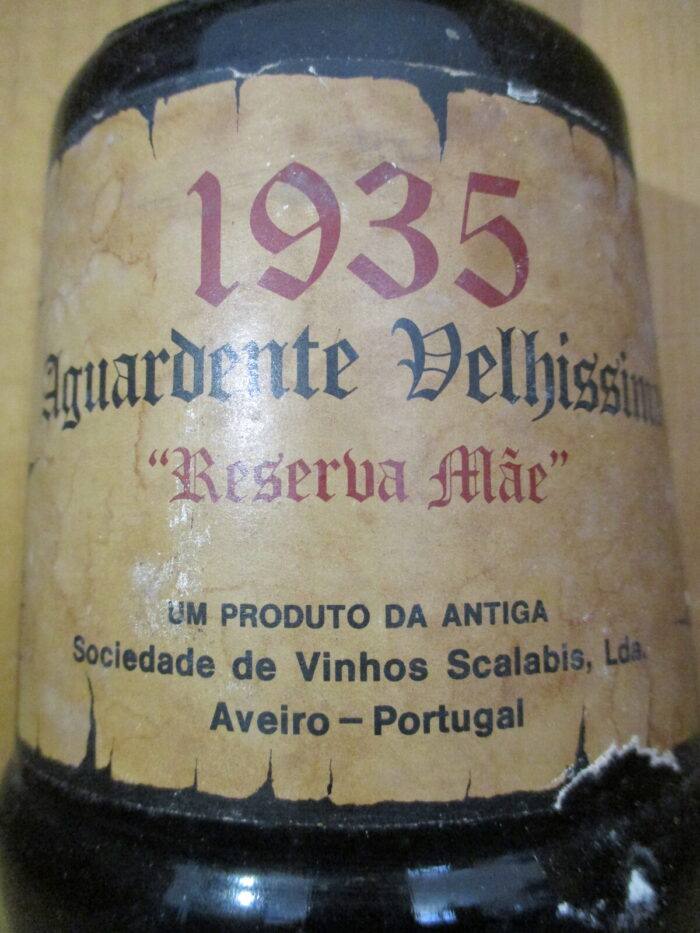 1935
Aguardente Velhissima
"Reserva Mãe"
UM PRODUTO DA ANTIGA
Sociedade de Vinhos Scalabis, Lda.
Aveiro – Portugal